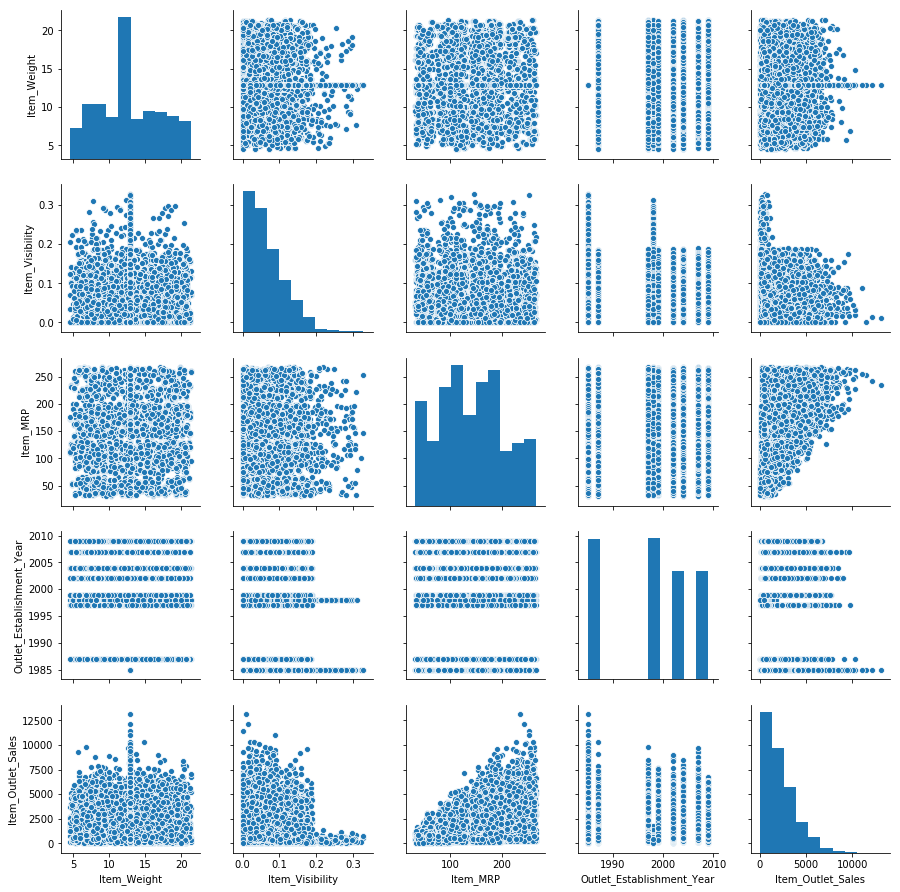 Item_Weight
20
15
10
5
Item_Visibility
0.3
0.2
0.1
0.0
Item_MRP
250
200
150
100
50
Outlet_Establishment_Year
2010
2005
2000
1995
1990
1985
Item_Outlet_Sales
12500
10000
7500
5000
2500
0
5 10 15 20
Item_Weight
0.0 0.1 0.2 0.3
Item_Visibility
100 200
Item_MRP
1990 2000 2010
Outlet_Establishment_Year
0 5000 10000
Item_Outlet_Sales